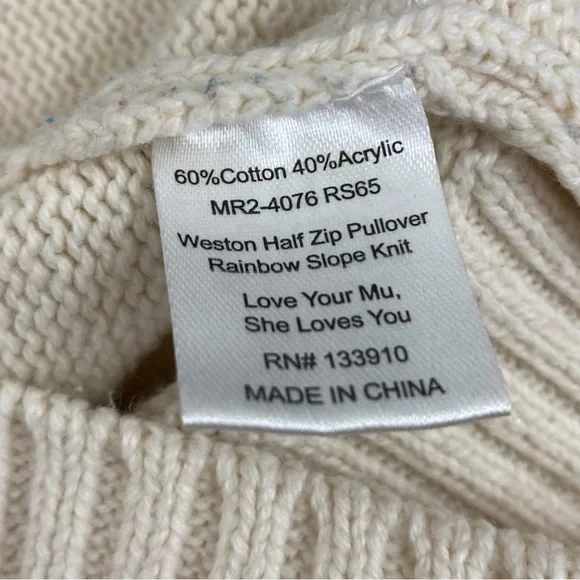 60%Cotton 40%Acrylic
MR2-4076 RS65
Weston Half Zip Pullover
Rainbow Slope Knit
Love Your Mu,
She Loves You
RN# 133910
MADE IN CHINA